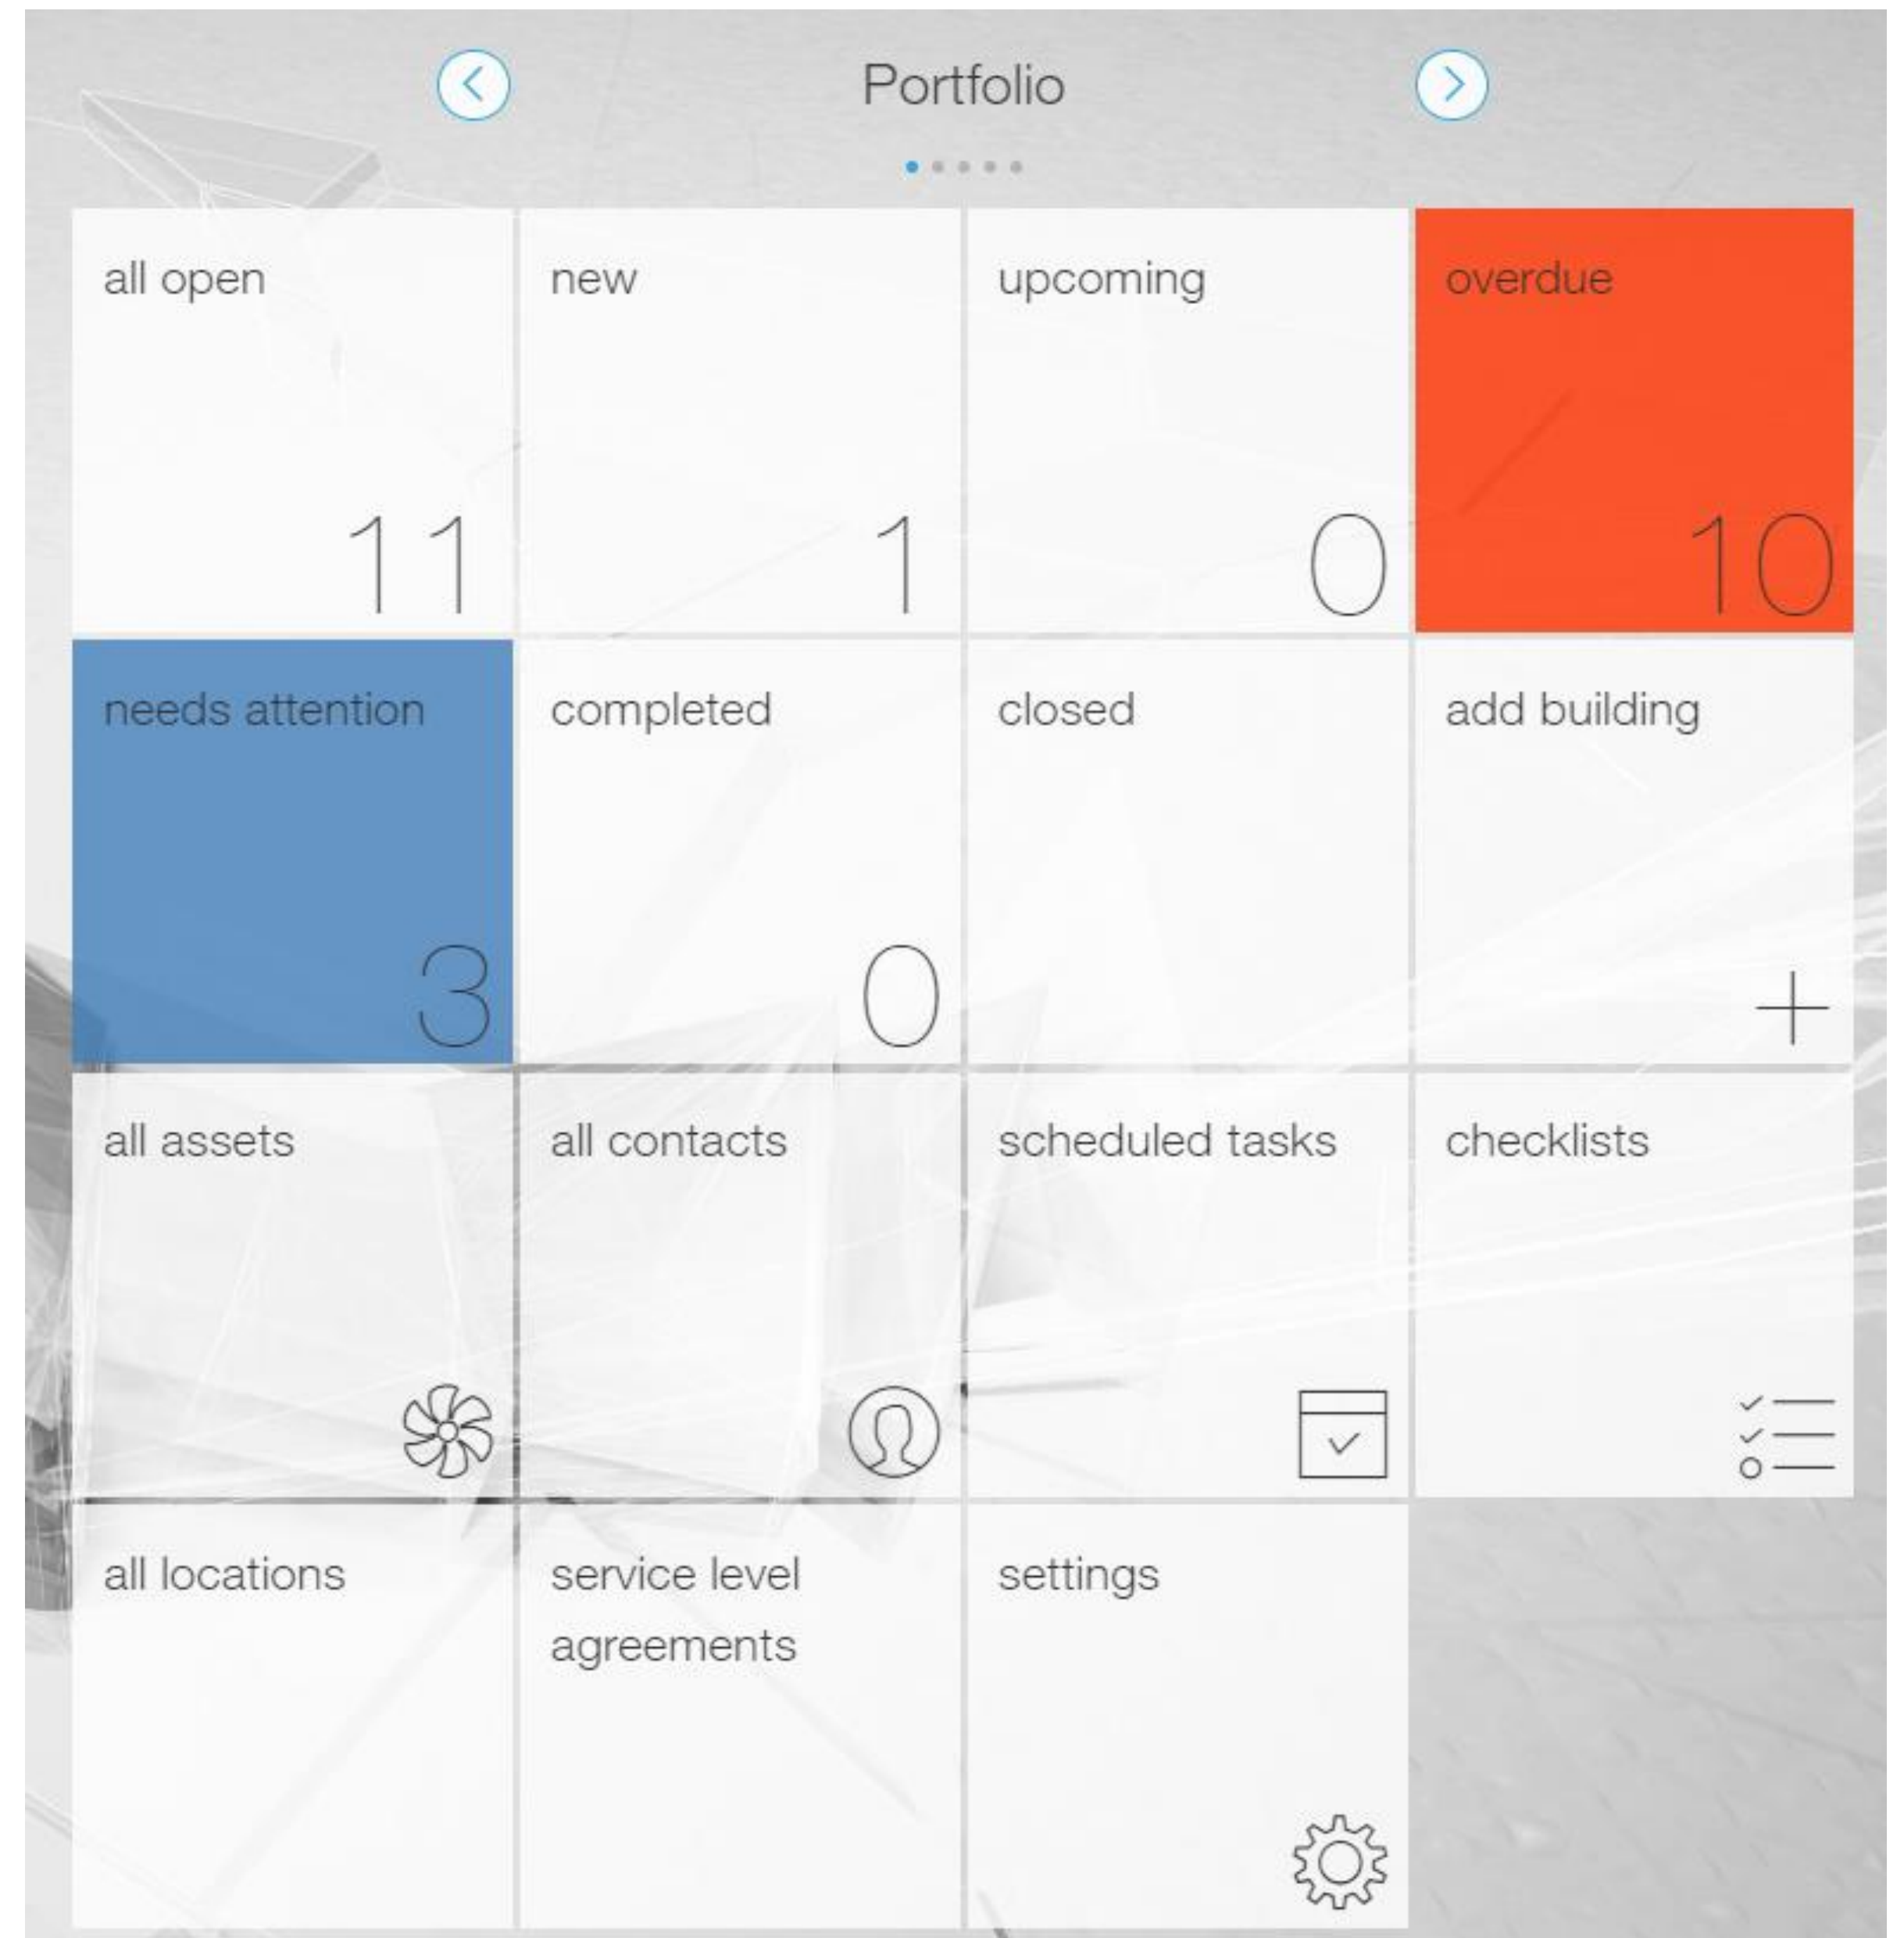 Portfolio
all open
new
upcoming
overdue
11
1
0
10
needs attention
completed
closed
add building
3
0
all assets
all contacts
scheduled tasks
checklists
all locations
service level
agreements
settings